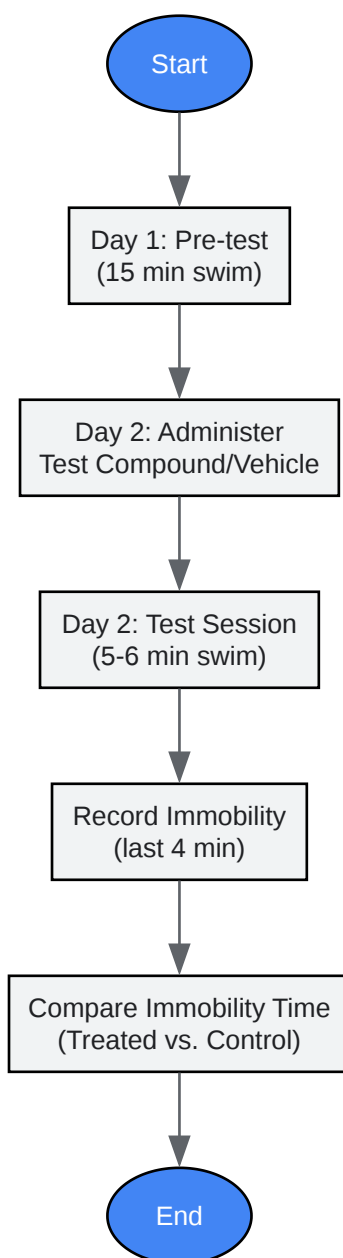 Start
Day 1: Pre-test
(15 min swim)
Day 2: Administer
Test Compound/Vehicle
Day 2: Test Session
(5-6 min swim)
Record Immobility
(last 4 min)
Compare Immobility Time
(Treated vs. Control)
End